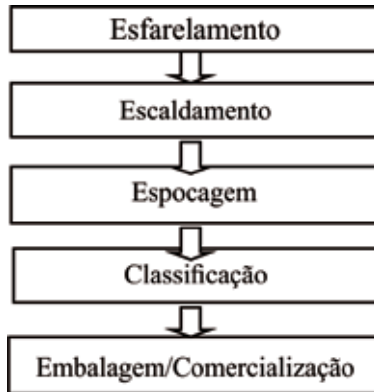 Esfarelamento
Escaldamento
Espocagem
Classificação
Embalagem/Comercialização